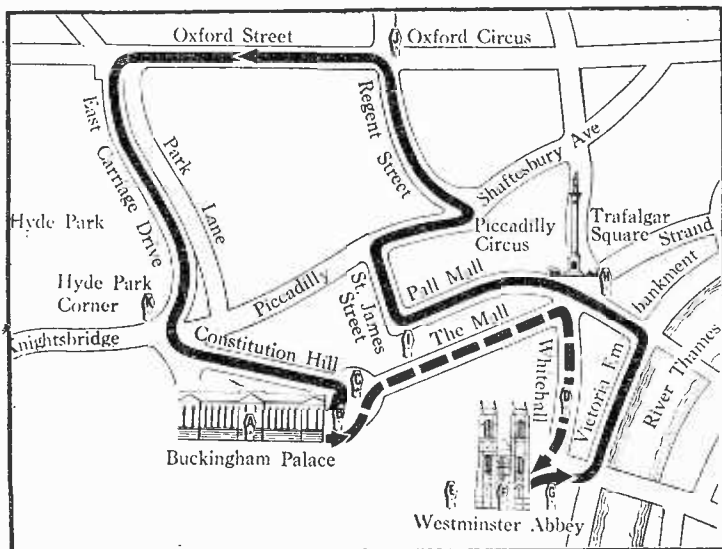 Oxford Street
Oxford Circus
J
East Carriage Drive
Park Lane
Regent Street
Shaftesbury Ave
Hyde Park
Piccadilly
Circus
Trafalgar
Square
Strand
Hyde Park
Corner
K
Piccadilly
St. James
Street
Pall Mall
bankment
H
Knightsbridge
Constitution Hill
The Mall
I
Whitehall
Victoria Em
River Thames
A
Buckingham Palace
E
F
G
Westminster Abbey